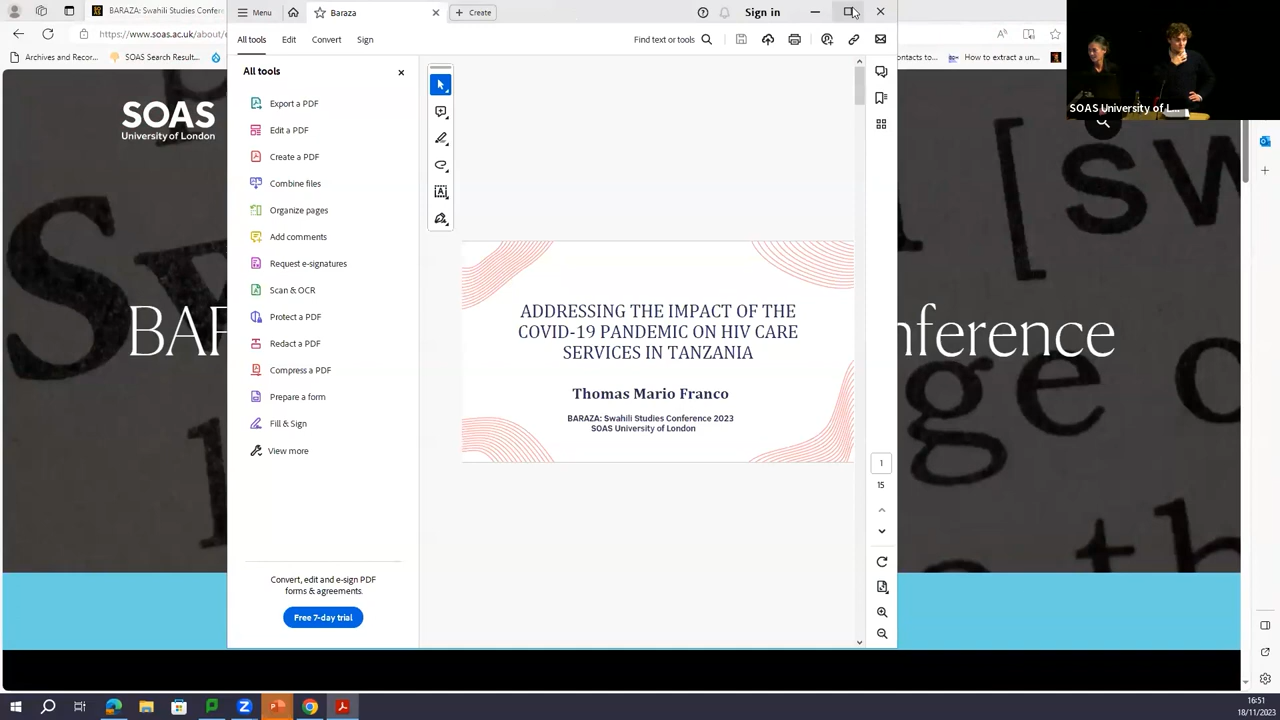 BARAZA: Swahili Studies Conferen
https://www.soas.ac.uk/about/
Archives and Recor...
SOAS Search Result...
Menu
Baraza
Create
Sign in
All tools
Edit
Convert
Sign
Find text or tools
ontacts to...
How to extract a un...
SOAS University of L...
SOAS
University of London
All tools
Export a PDF
Edit a PDF
Create a PDF
Combine files
Organize pages
Add comments
Request e-signatures
Scan & OCR
Protect a PDF
Redact a PDF
Compress a PDF
Prepare a form
Fill & Sign
View more
Convert, edit and e-sign PDF
forms & agreements.
Free 7-day trial
ADDRESSING THE IMPACT OF THE
COVID-19 PANDEMIC ON HIV CARE
SERVICES IN TANZANIA
Thomas Mario Franco
BARAZA: Swahili Studies Conference 2023
SOAS University of London
1
15
BAR
nference
16:51
18/11/2023